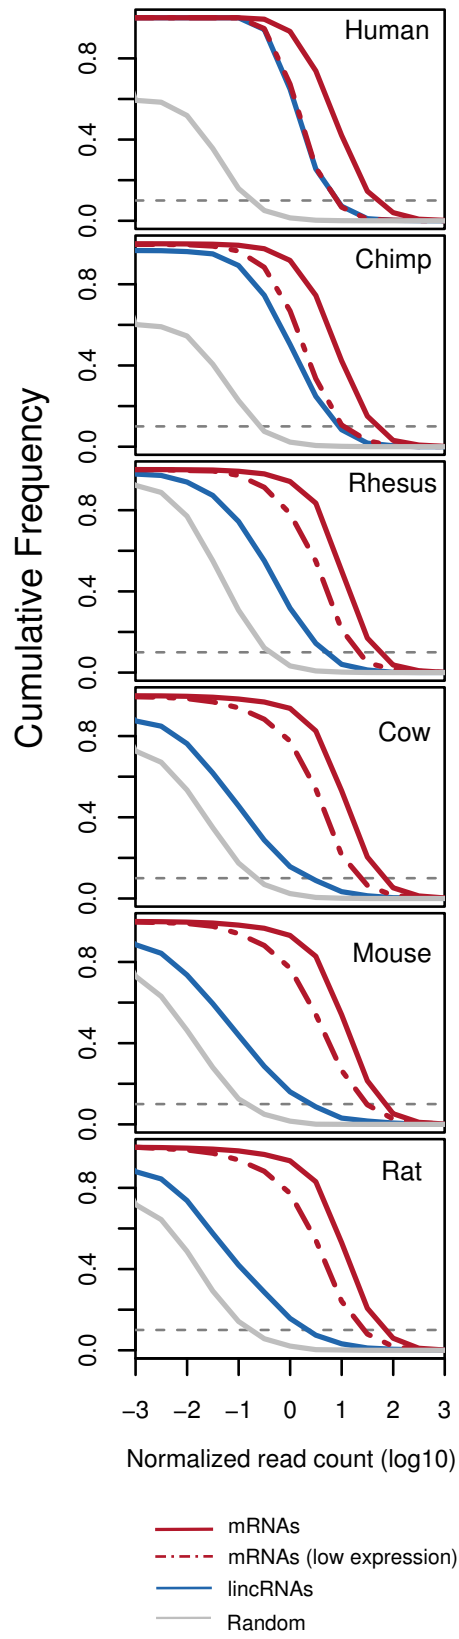 Cumulative Frequency
Human
0.8
0.4
0.0
Chimp
0.8
0.4
0.0
Rhesus
0.8
0.4
0.0
Cow
0.8
0.4
0.0
Mouse
0.8
0.4
0.0
Rat
0.8
0.4
0.0
−3 −2 −1 0 1 2 3
Normalized read count (log10)
mRNAs
mRNAs (low expression)
lincRNAs
Random